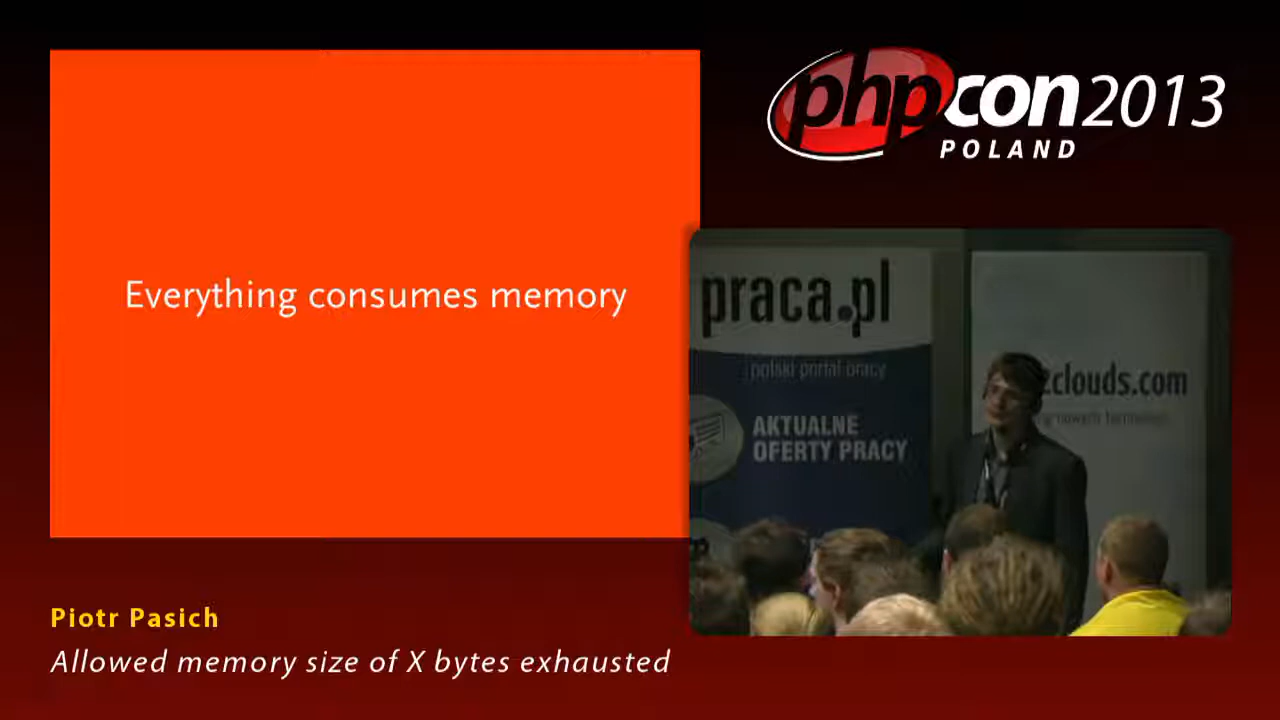 phpcon2013
POLAND
Everything consumes memory
praca.pl
polski portal pracy
AKTUALNE
OFERTY PRACY
2clouds.com
Piotr Pasich
Allowed memory size of X bytes exhausted